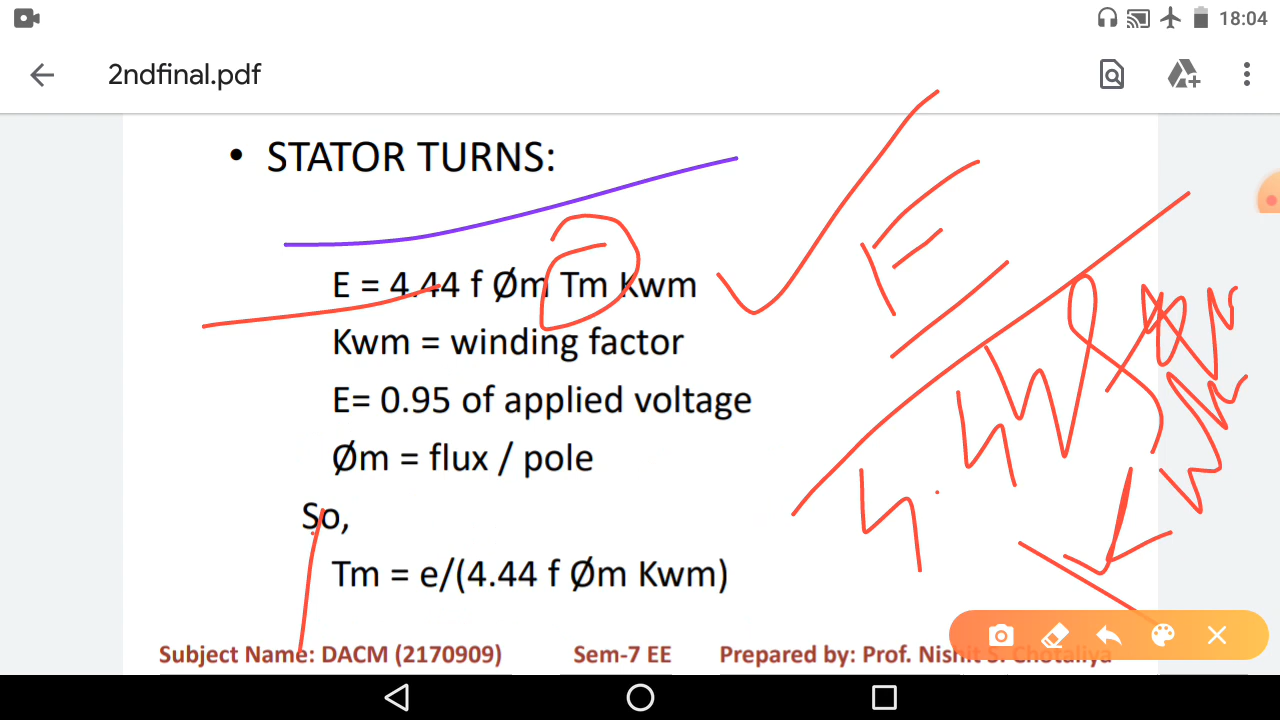 18:04
2ndfinal.pdf
• STATOR TURNS:
E = 4.44 f Øm Tm Kwm
Kwm = winding factor
E= 0.95 of applied voltage
Øm = flux / pole
So,
Tm = e/(4.44 f Øm Kwm)
E
4.44
Subject Name: DACM (2170909) Sem-7 EE Prepared by: Prof. Nishit S. Chotaliya